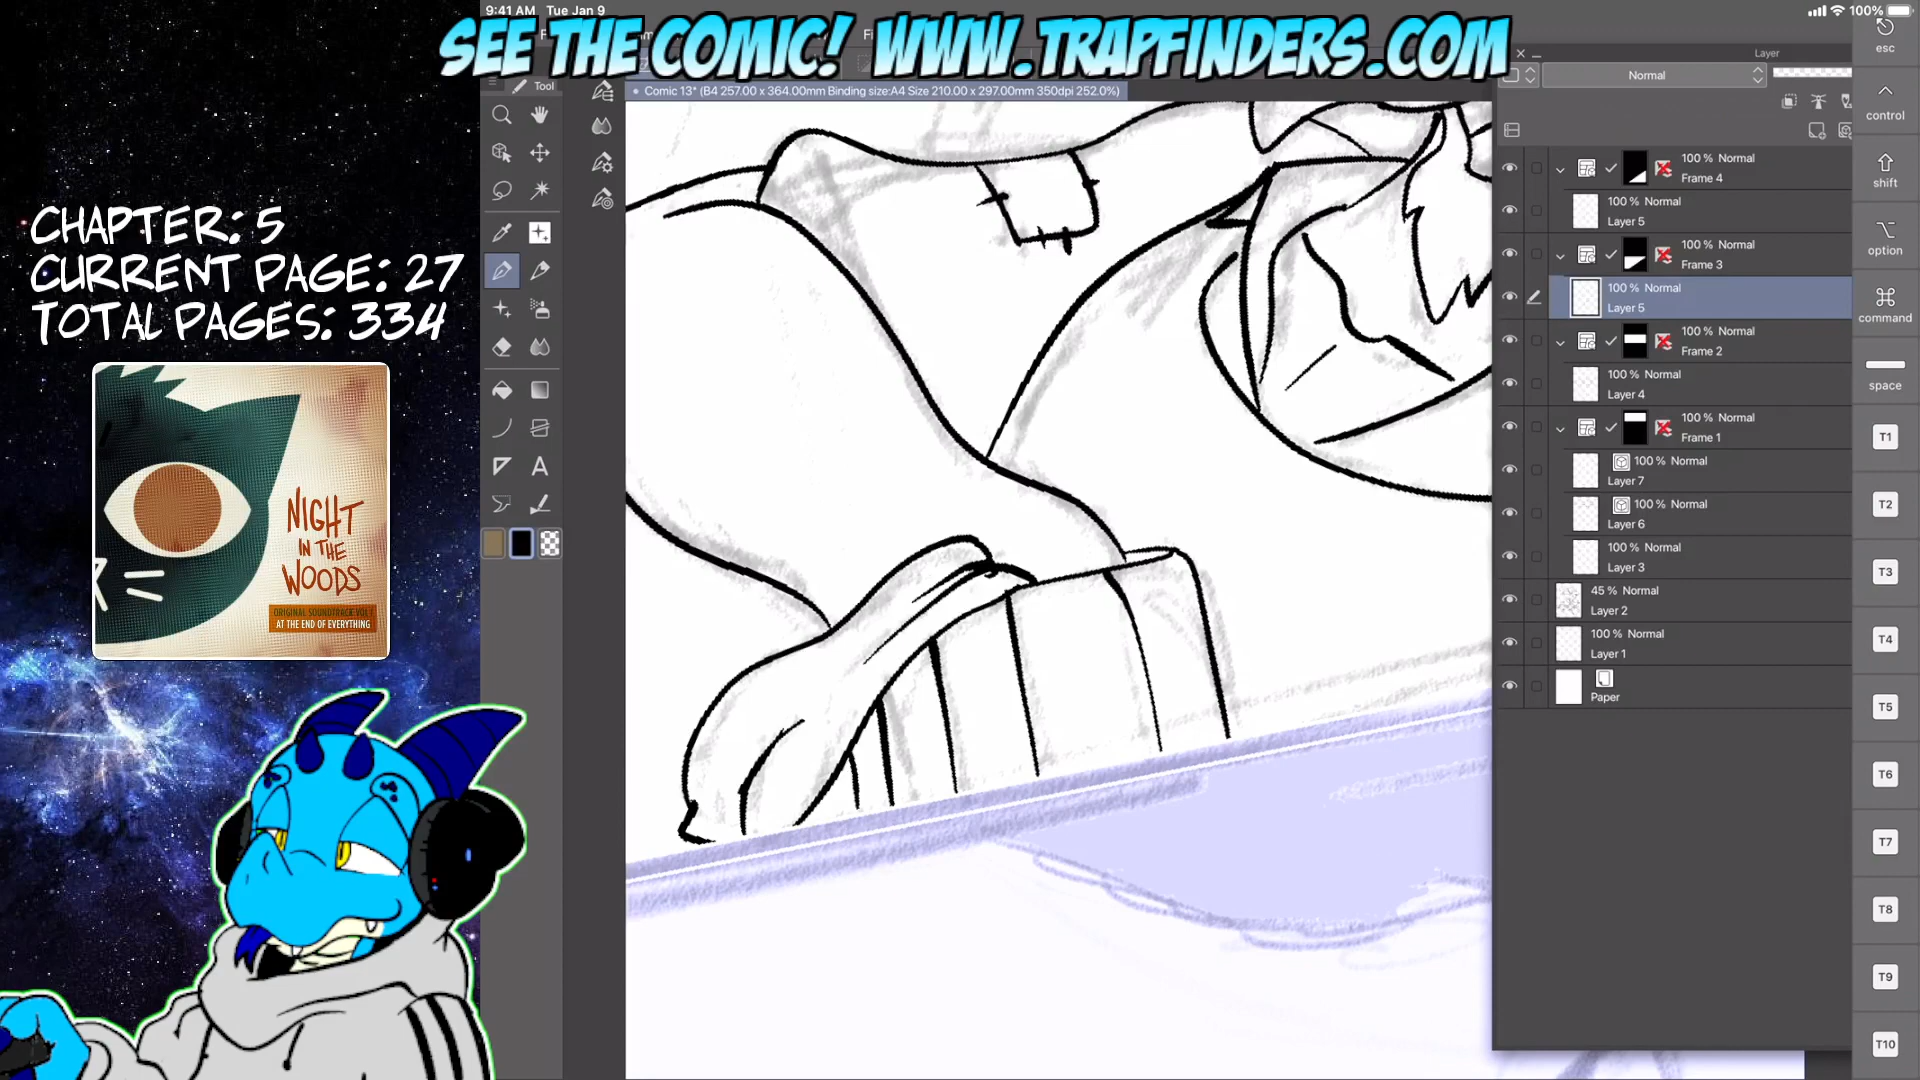 9:41 AM Tue Jan 9
100%
SEE THE COMIC! WWW.TRAPFINDERS.COM
Tool
Comic 13* (B4 257.00 x 364.00mm Binding size:A4 Size 210.00 x 297.00mm 350dpi 252.0%)
CHAPTER: 5
CURRENT PAGE: 27
TOTAL PAGES: 334
NIGHT
IN THE
WOODS
ORIGINAL SOUNDTRACK VOL
AT THE END OF EVERYTHING
Layer
Normal
100 % Normal
Frame 4
100 % Normal
Layer 5
100 % Normal
Frame 3
100 % Normal
Layer 5
100 % Normal
Frame 2
100 % Normal
Layer 4
100 % Normal
Frame 1
100 % Normal
Layer 7
100 % Normal
Layer 6
100 % Normal
Layer 3
45 % Normal
Layer 2
100 % Normal
Layer 1
Paper
esc
control
shift
option
command
space
T1
T2
T3
T4
T5
T6
T7
T8
T9
T10